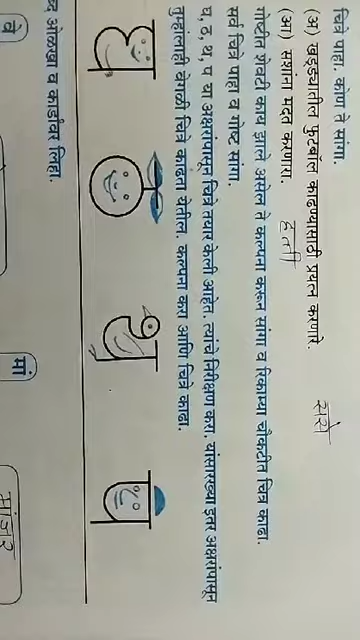 चित्रे पाहा. कोण ते सांगा.
(अ) खड्ड्यातील फुटबॉल काढण्यासाठी प्रयत्न करणारे. ससे
(आ) सशांना मदत करणारा. हत्ती
गोष्टीत शेवटी काय झाले असेल ते कल्पना करून सांगा व रिकाम्या चौकटीत चित्र काढा.
सर्व चित्रे पाहा व गोष्ट सांगा.
घ, ठ, थ, प या अक्षरांपासून चित्रे तयार केली आहेत. त्यांचे निरीक्षण करा. यांसारख्या इतर अक्षरांपासून
तुम्हांलाही वेगळी चित्रे काढता येतील. कल्पना करा आणि चित्रे काढा.
घ ठ थ प
ओळखा व कार्डावर लिहा.
मां
मांजर